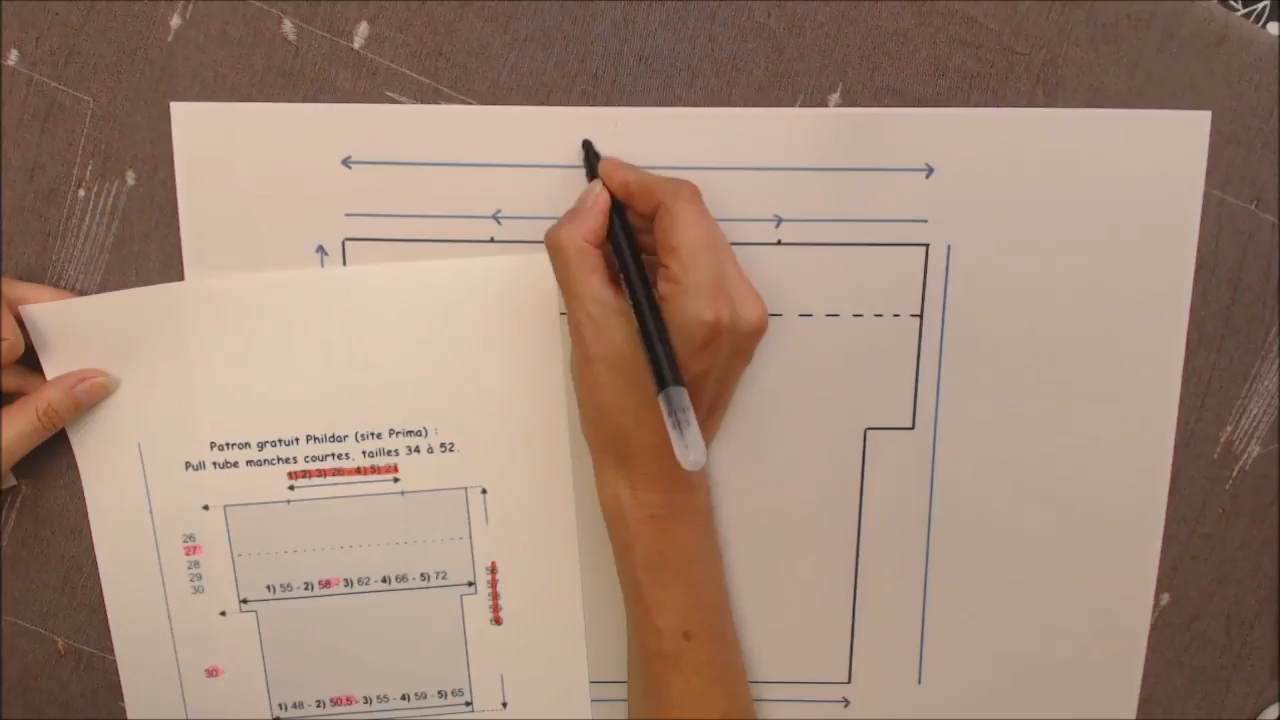 Patron gratuit Phildar (site Prima) :
Pull tube manches courtes, tailles 34 à 52.
1) 2) 3) 26 - 4) 5) 24
26
27
28
29
30
1) 55 - 2) 58 - 3) 62 - 4) 66 - 5) 72
30
1) 48 - 2) 50.5 - 3) 55 - 4) 59 - 5) 65